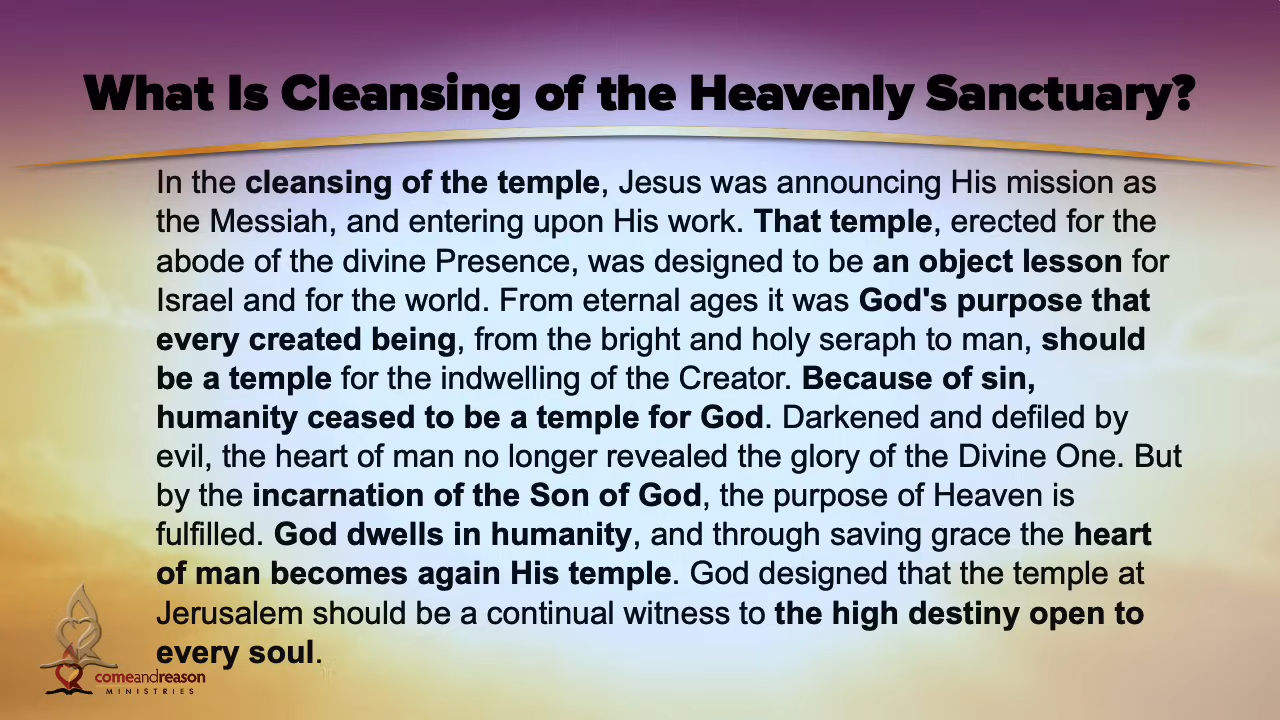 What Is Cleansing of the Heavenly Sanctuary?
In the cleansing of the temple, Jesus was announcing His mission as
the Messiah, and entering upon His work. That temple, erected for the
abode of the divine Presence, was designed to be an object lesson for
Israel and for the world. From eternal ages it was God's purpose that
every created being, from the bright and holy seraph to man, should
be a temple for the indwelling of the Creator. Because of sin,
humanity ceased to be a temple for God. Darkened and defiled by
evil, the heart of man no longer revealed the glory of the Divine One. But
by the incarnation of the Son of God, the purpose of Heaven is
fulfilled. God dwells in humanity, and through saving grace the heart
of man becomes again His temple. God designed that the temple at
Jerusalem should be a continual witness to the high destiny open to
every soul.
comeandreason
MINISTRIES